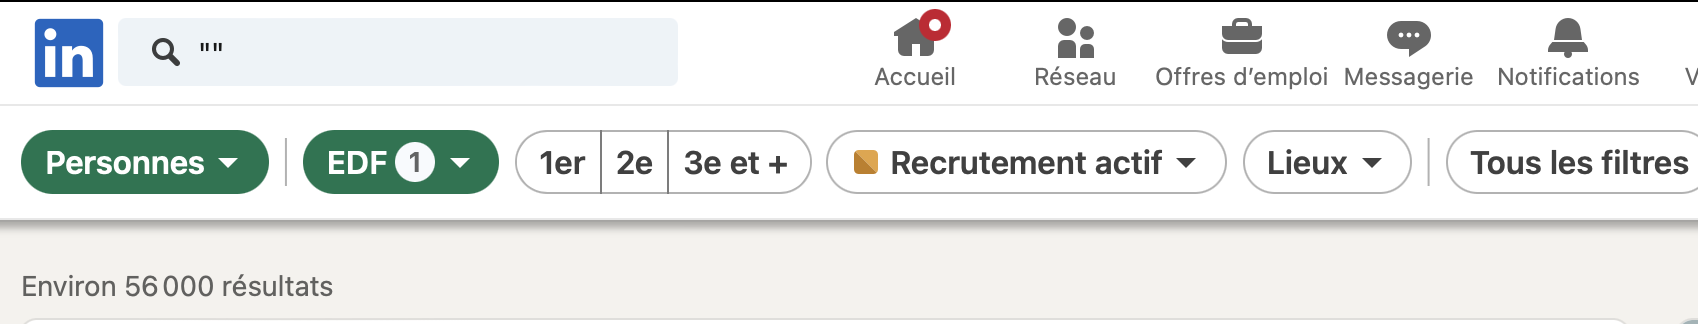 in ""
Accueil Réseau Offres d’emploi Messagerie Notifications V
Personnes EDF 1 1er 2e 3e et + Recrutement actif Lieux Tous les filtres
Environ 56 000 résultats